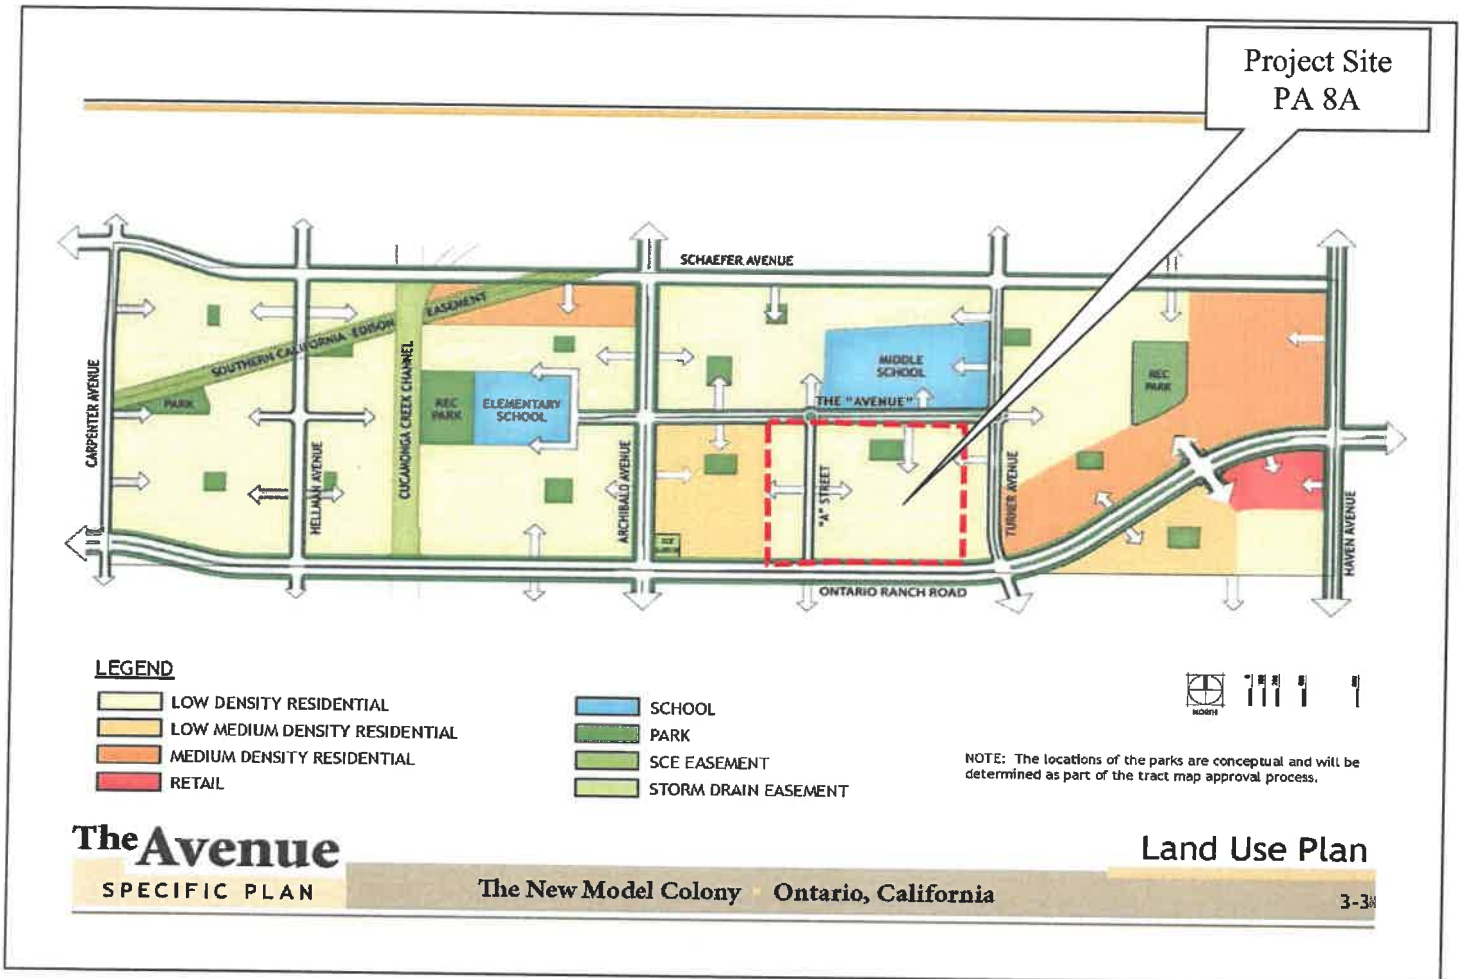 Project Site
PA 8A
SCHAEFER AVENUE
SOUTHERN CALIFORNIA EDISON EASEMENT
CARPENTER AVENUE
PARK
HELLMAN AVENUE
CUCAMONGA CREEK CHANNEL
REC
PARK
ELEMENTARY
SCHOOL
ARCHIBALD AVENUE
MIDDLE
SCHOOL
THE "AVENUE"
"A" STREET
TURNER AVENUE
REC
PARK
HAVEN AVENUE
SCE
ONTARIO RANCH ROAD
LEGEND
LOW DENSITY RESIDENTIAL
LOW MEDIUM DENSITY RESIDENTIAL
MEDIUM DENSITY RESIDENTIAL
RETAIL
SCHOOL
PARK
SCE EASEMENT
STORM DRAIN EASEMENT
NORTH
NOTE: The locations of the parks are conceptual and will be
determined as part of the tract map approval process.
The Avenue
SPECIFIC PLAN
The New Model Colony Ontario, California
Land Use Plan
3-3